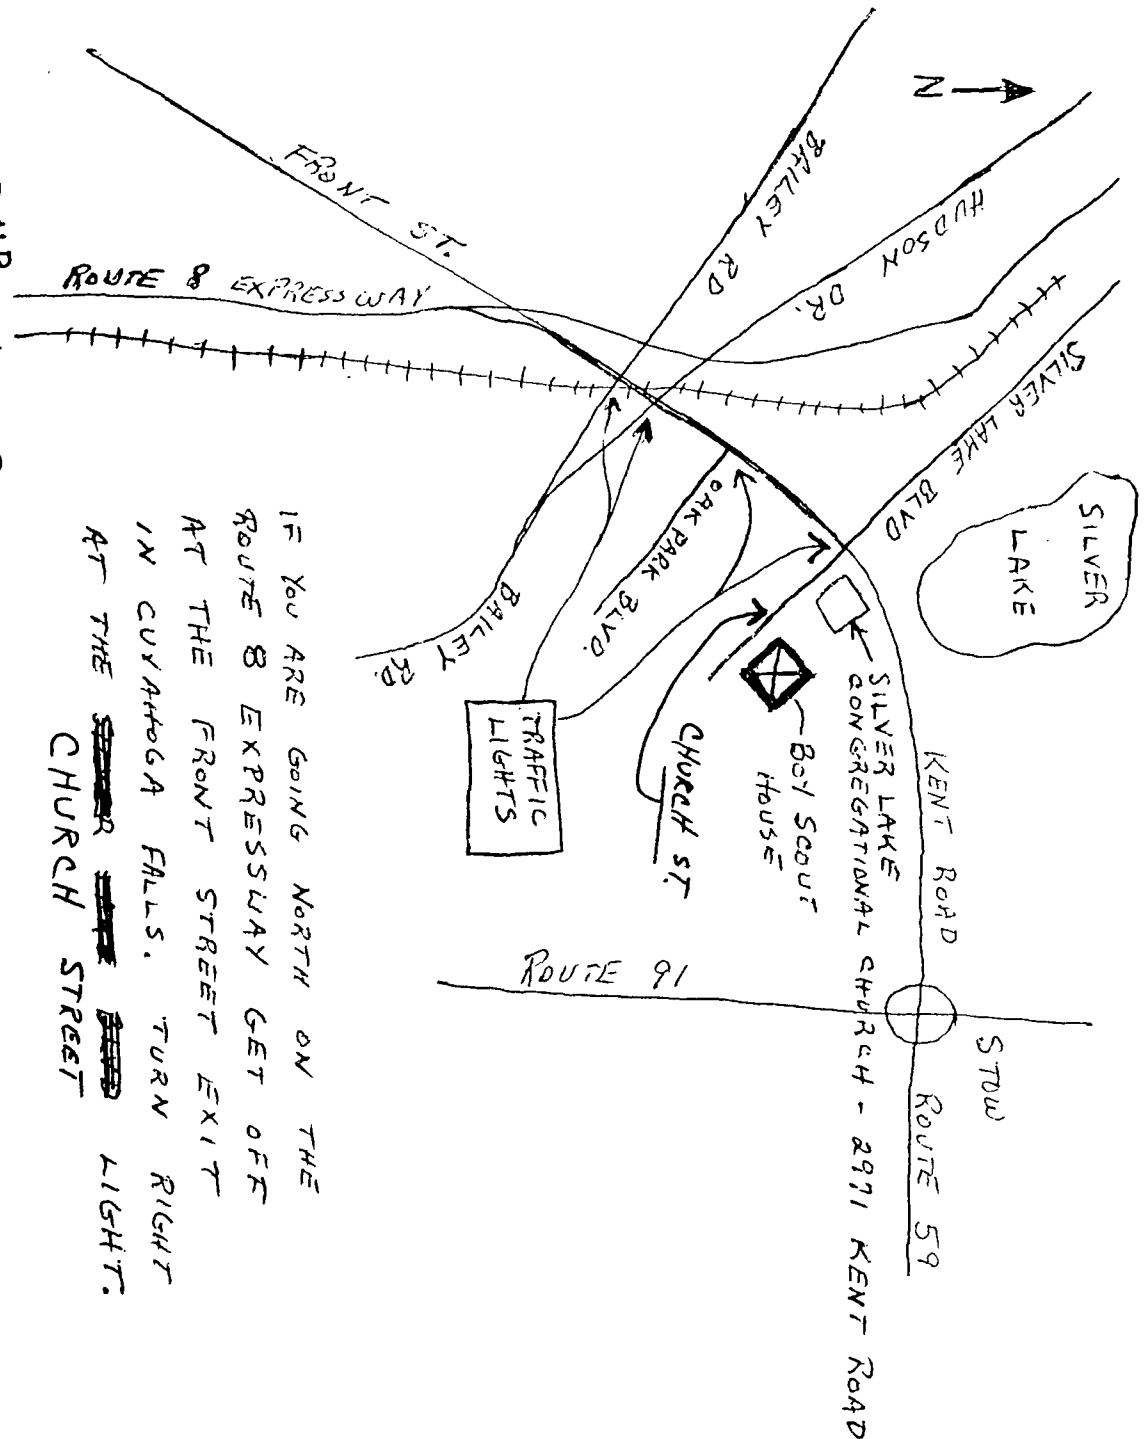 N
BAILEY RD
HUDSON DR.
FRONT ST.
ROUTE 8 EXPRESSWAY
SILVER LAKE BLVD
SILVER
LAKE
OAK PARK BLVD.
BAILEY RD.
TRAFFIC
LIGHTS
CHURCH ST.
BOY SCOUT
HOUSE
SILVER LAKE
CONGREGATIONAL CHURCH - 2971 KENT ROAD
KENT ROAD
ROUTE 91
STOW
ROUTE 59
IF YOU ARE GOING NORTH ON THE
ROUTE 8 EXPRESSWAY GET OFF
AT THE FRONT STREET EXIT
IN CUYAHOGA FALLS. TURN RIGHT
AT THE LIGHT.
CHURCH STREET